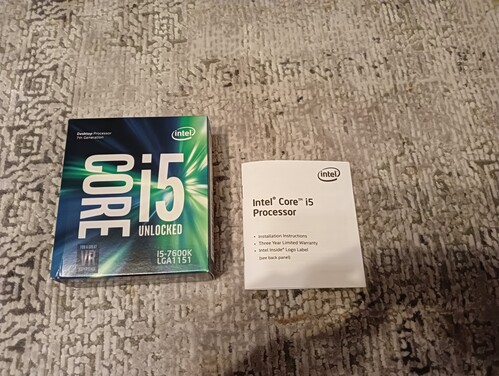 Desktop Processor
7th Generation
intel
CORE
i5
UNLOCKED
VR
i5-7600K
LGA1151
intel
Intel® Core™ i5
Processor
• Installation Instructions
• Three Year Limited Warranty
• Intel Inside® Logo Label
(see back panel)